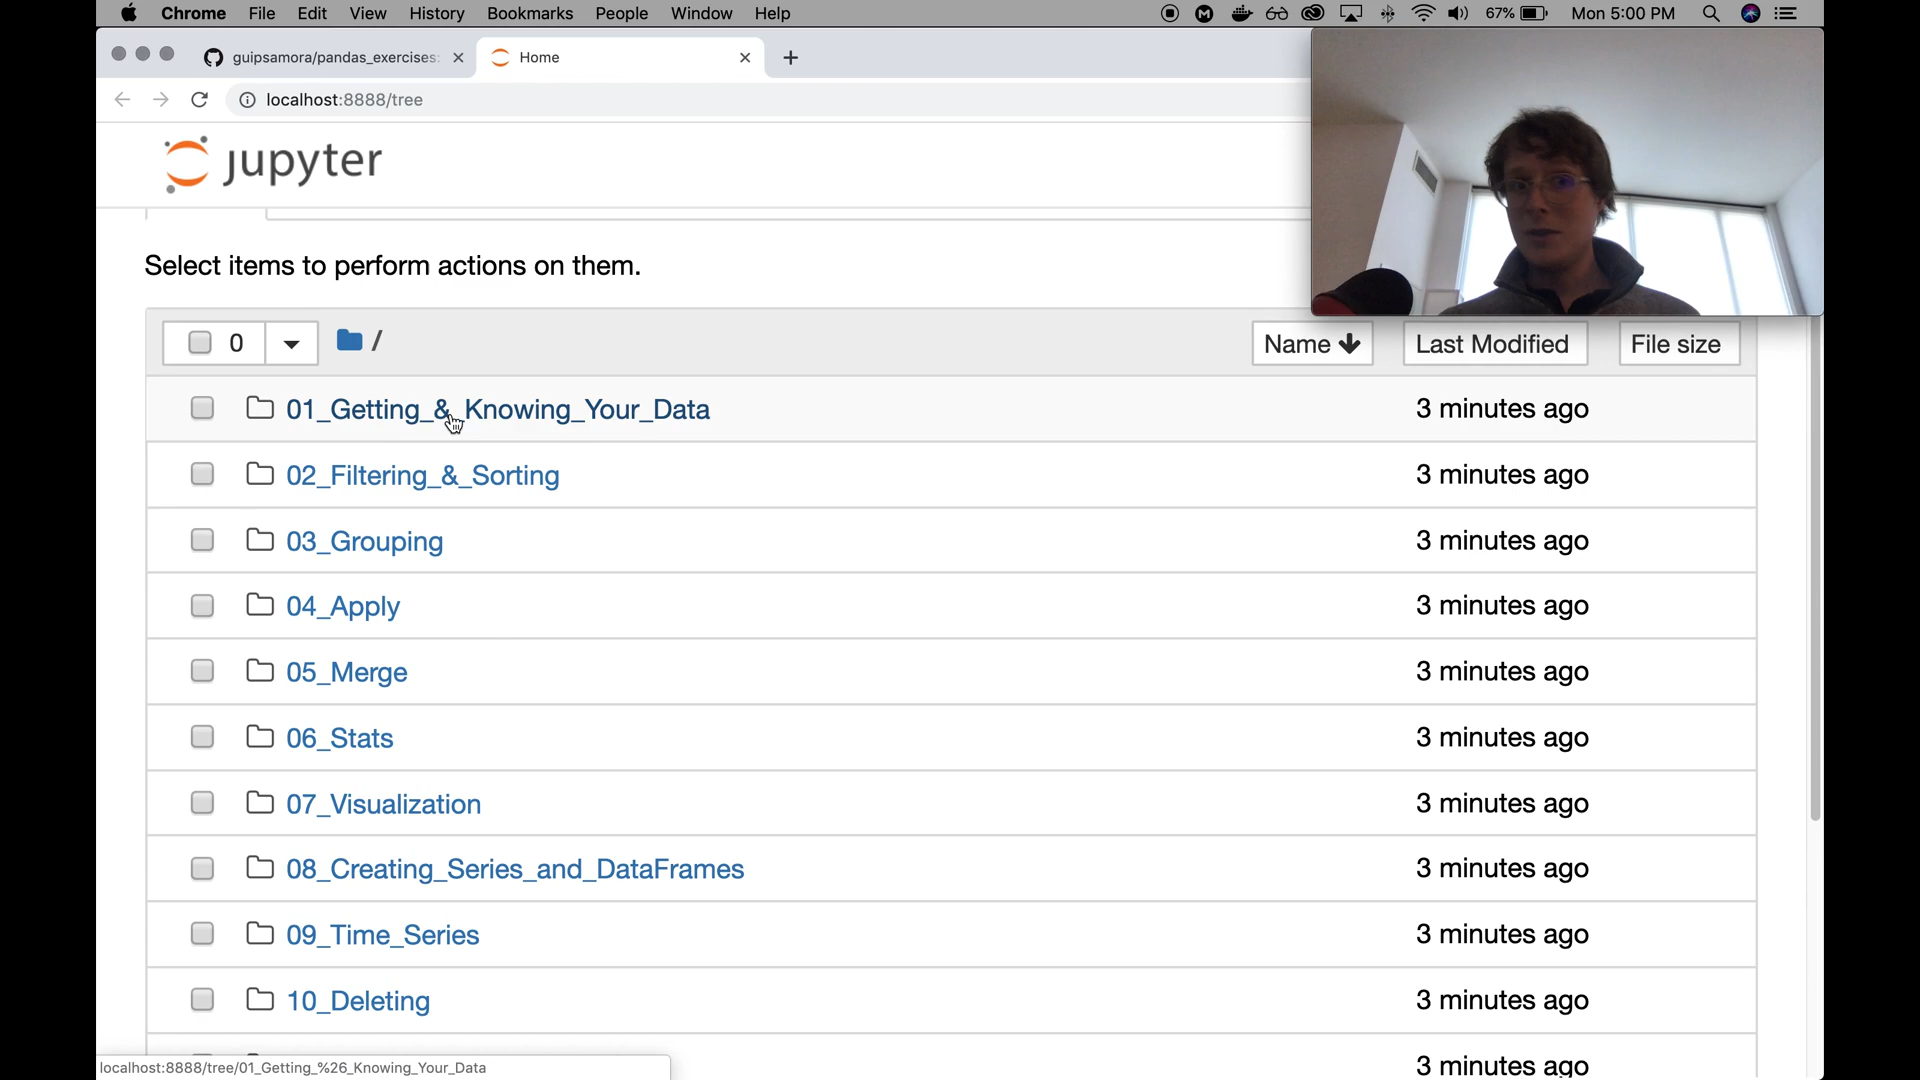 Chrome File Edit View History Bookmarks People Window Help 67% Mon 5:00 PM
guipsamora/pandas_exercises: Home
localhost:8888/tree
jupyter
Select items to perform actions on them.
0 / Name Last Modified File size
01_Getting_&_Knowing_Your_Data 3 minutes ago
02_Filtering_&_Sorting 3 minutes ago
03_Grouping 3 minutes ago
04_Apply 3 minutes ago
05_Merge 3 minutes ago
06_Stats 3 minutes ago
07_Visualization 3 minutes ago
08_Creating_Series_and_DataFrames 3 minutes ago
09_Time_Series 3 minutes ago
10_Deleting 3 minutes ago
3 minutes ago
localhost:8888/tree/01_Getting_%26_Knowing_Your_Data